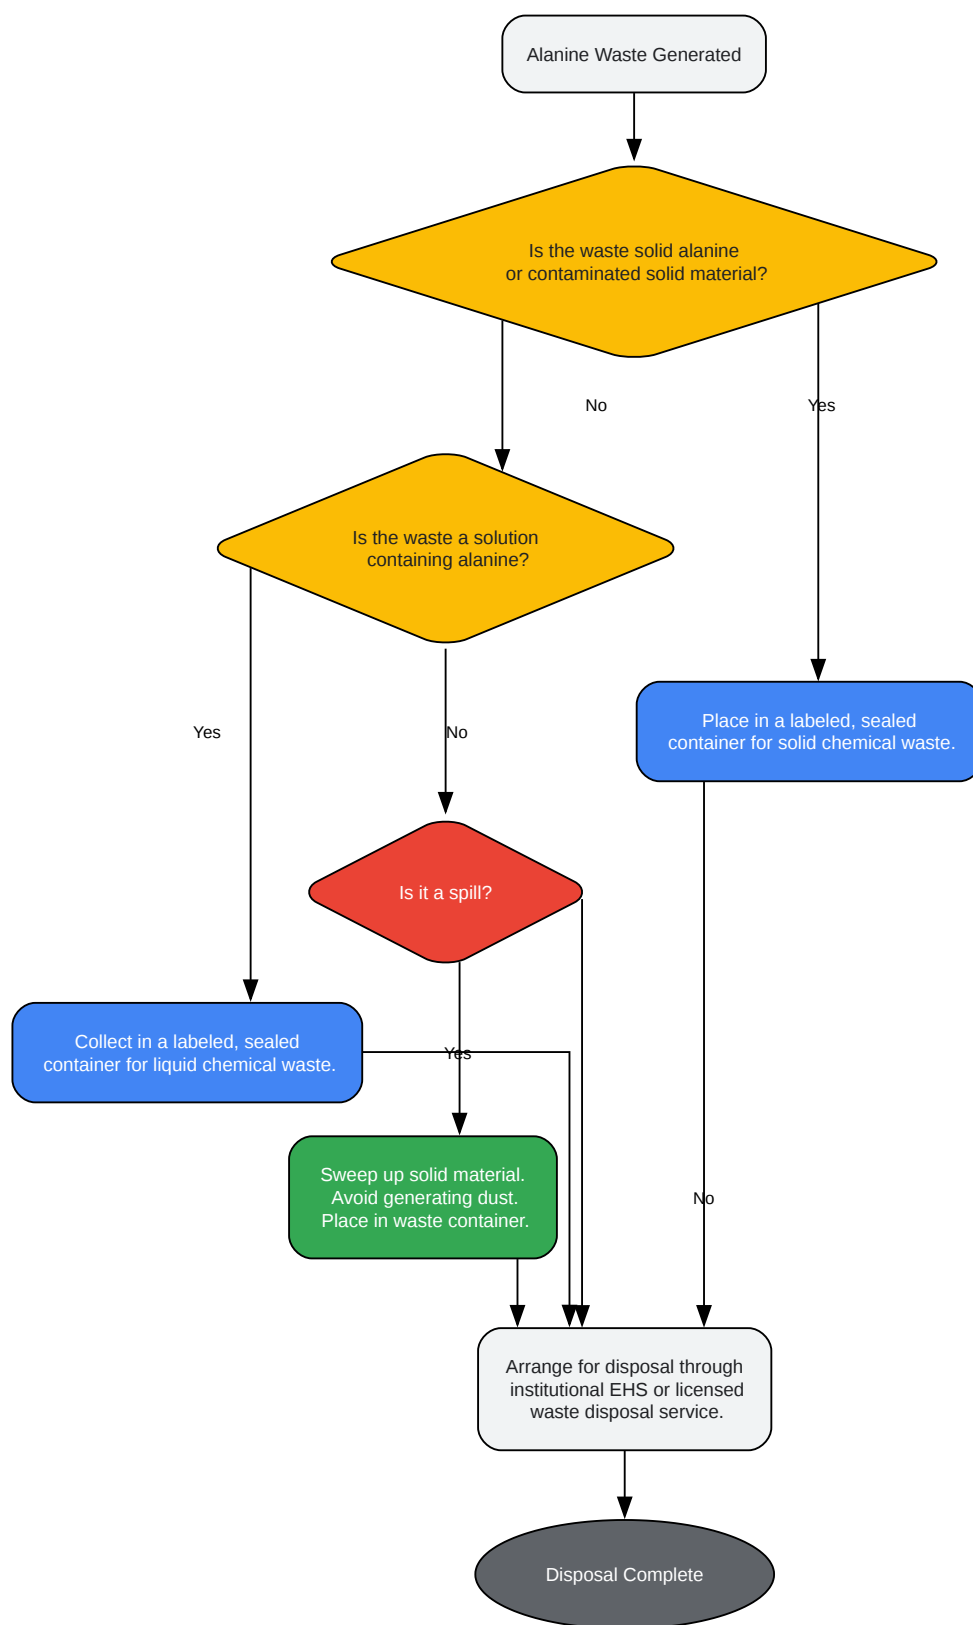 Alanine Waste Generated
Is the waste solid alanine
or contaminated solid material?
No
Yes
Is the waste a solution
containing alanine?
Yes
No
Place in a labeled, sealed
container for solid chemical waste.
Is it a spill?
Collect in a labeled, sealed
container for liquid chemical waste.
Yes
Sweep up solid material.
Avoid generating dust.
Place in waste container.
No
Arrange for disposal through
institutional EHS or licensed
waste disposal service.
Disposal Complete